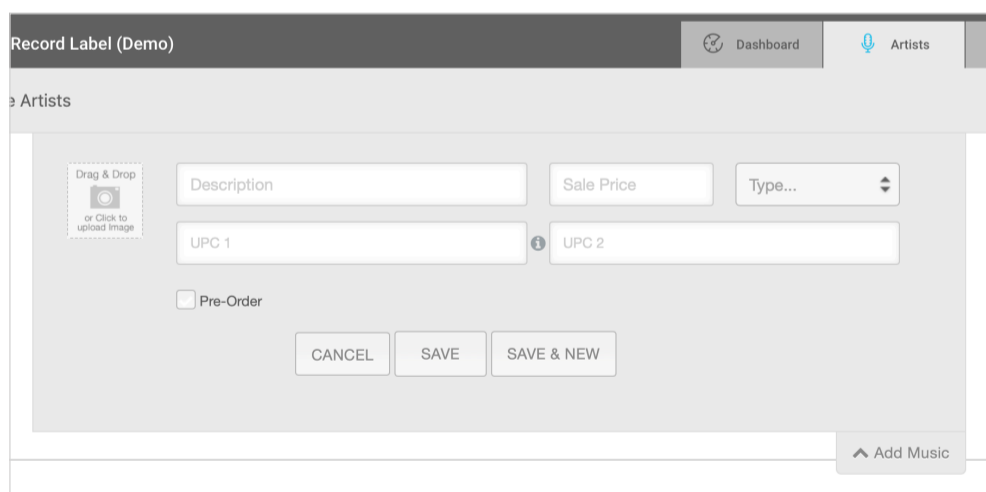 Record Label (Demo)
Dashboard
Artists
e Artists
Drag & Drop
or Click to
upload Image
Description
Sale Price
Type...
UPC 1
UPC 2
Pre-Order
CANCEL
SAVE
SAVE & NEW
Add Music